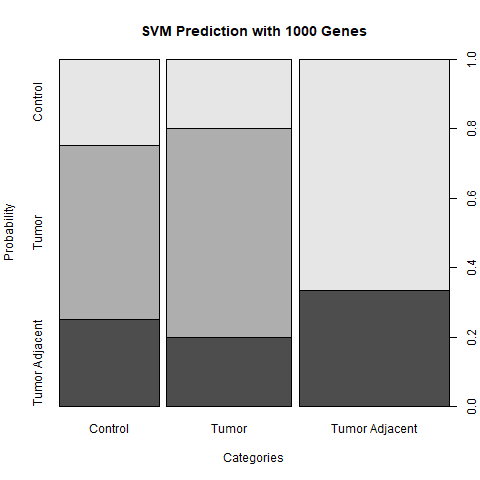 SVM Prediction with 1000 Genes
Control
Tumor
Tumor Adjacent
Probability
1.0
0.8
0.6
0.4
0.2
0.0
Control
Tumor
Tumor Adjacent
Categories